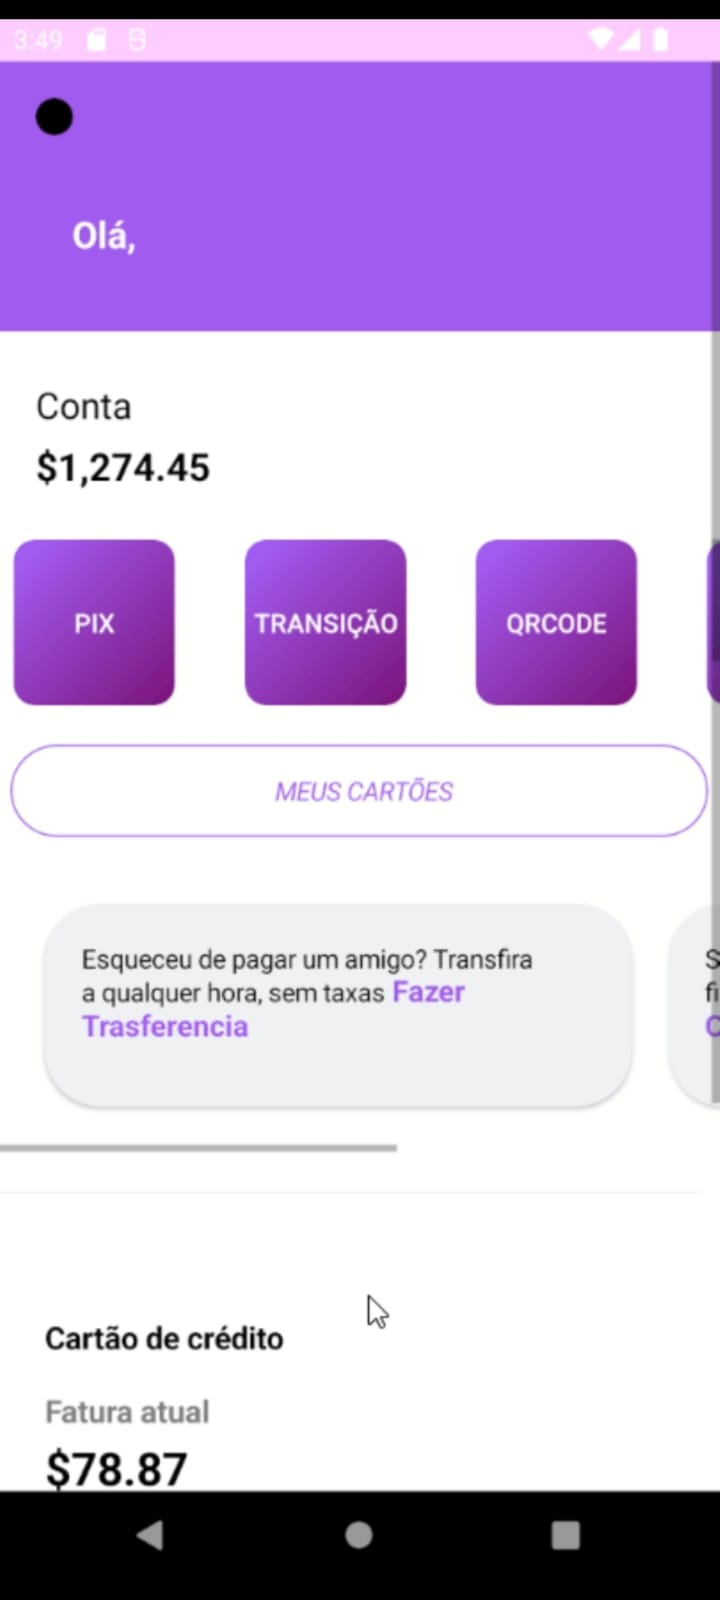 3:49
Olá,
Conta
$1,274.45
PIX
TRANSIÇÃO
QRCODE
MEUS CARTÕES
Esqueceu de pagar um amigo? Transfira
a qualquer hora, sem taxas Fazer
Trasferencia
S
fi
Cartão de crédito
Fatura atual
$78.87